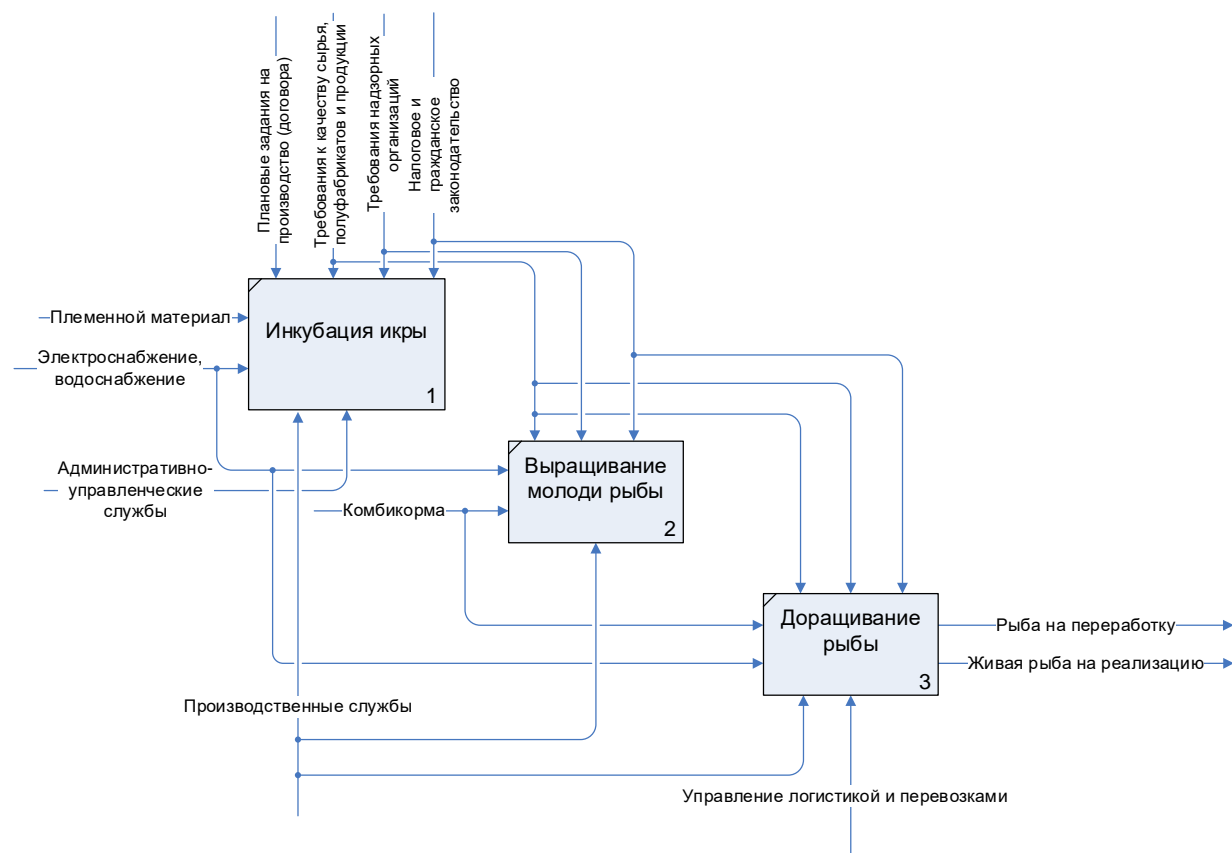 Плановые задания на
производство (договора)
Требования к качеству сырья,
полуфабрикатов и продукции
Требования надзорных
организаций
Налоговое и
гражданское
законодательство
Племенной материал
Инкубация икры
1
Электроснабжение,
водоснабжение
Административно-
управленческие
службы
Выращивание
молоди рыбы
2
Комбикорма
Доращивание
рыбы
3
Рыба на переработку
Живая рыба на реализацию
Производственные службы
Управление логистикой и перевозками